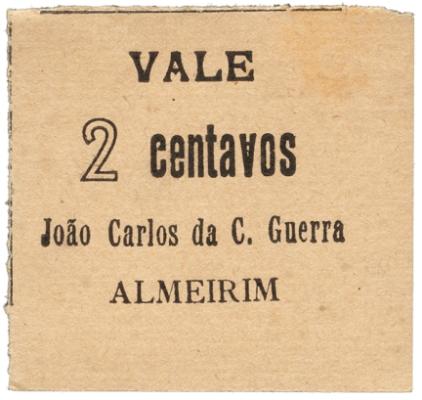 VALE
2 centavos
João Carlos da C. Guerra
ALMEIRIM